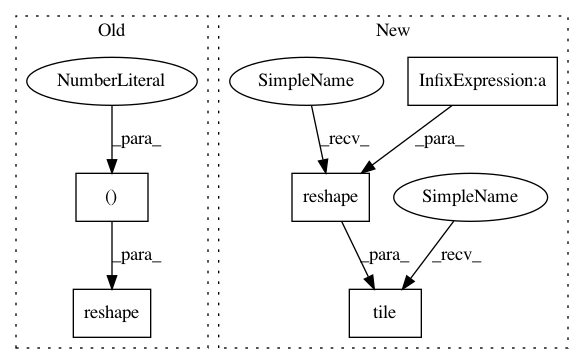 Old
New
NumberLiteral
SimpleName
InfixExpression:a
_para_
_recv_
_para_
()
reshape
SimpleName
_para_
_para_
_recv_
reshape
tile